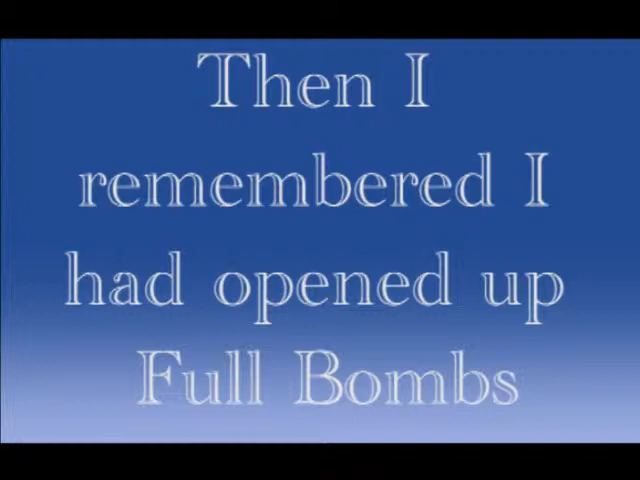 Then I
remembered I
had opened up
Full Bombs